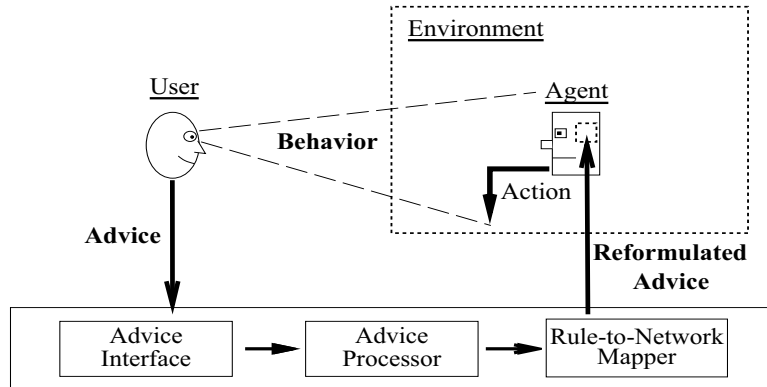 Environment
User
Agent
Behavior
Action
Advice
Reformulated
Advice
Advice
Interface
Advice
Processor
Rule-to-Network
Mapper